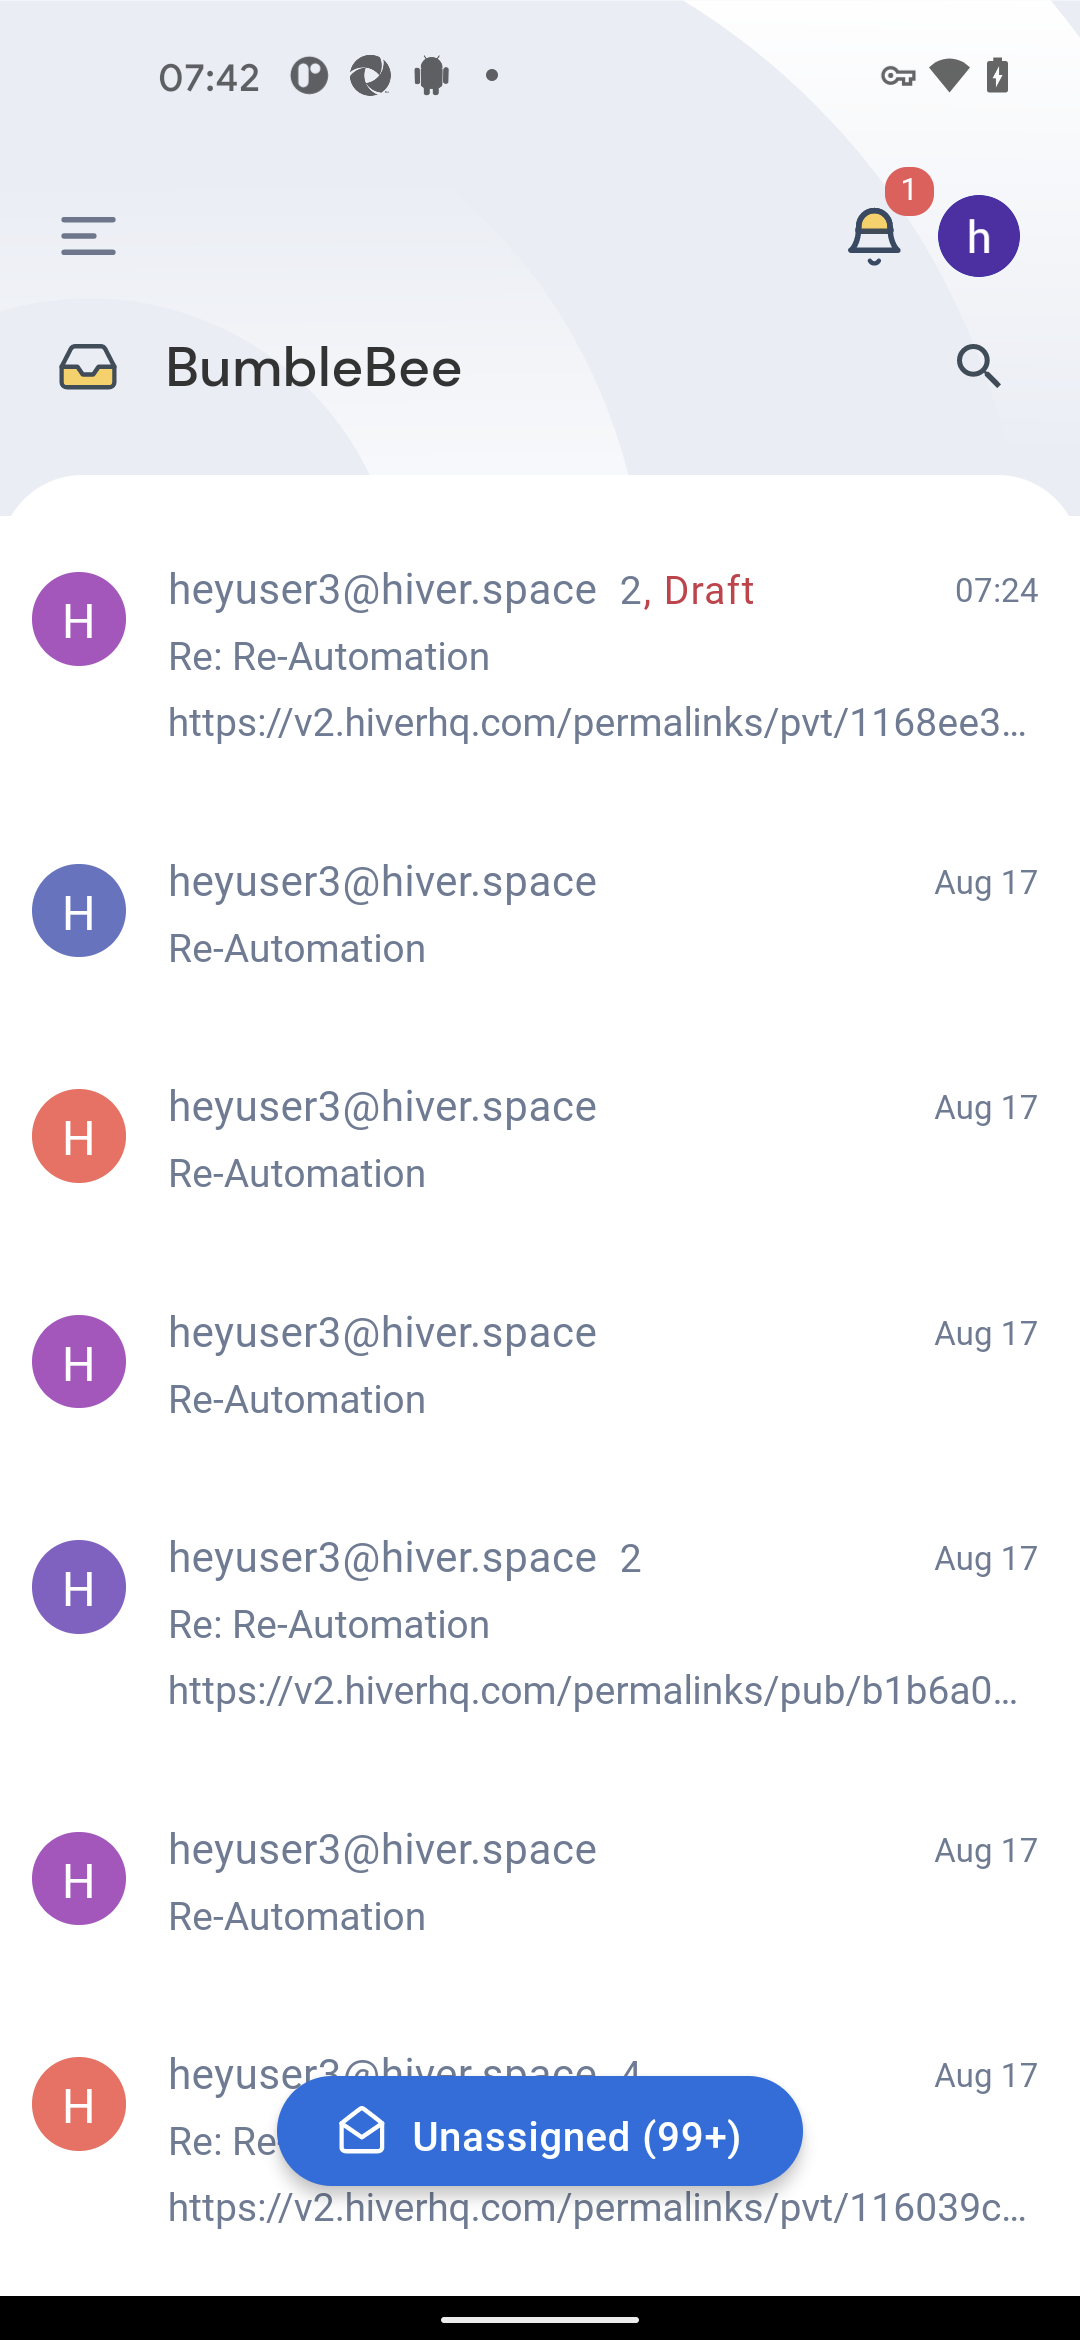 07:42
1
h
BumbleBee
H heyuser3@hiver.space 2, Draft 07:24
Re: Re-Automation
https://v2.hiverhq.com/permalinks/pvt/1168ee3…
H heyuser3@hiver.space Aug 17
Re-Automation
H heyuser3@hiver.space Aug 17
Re-Automation
H heyuser3@hiver.space Aug 17
Re-Automation
H heyuser3@hiver.space 2 Aug 17
Re: Re-Automation
https://v2.hiverhq.com/permalinks/pub/b1b6a0…
H heyuser3@hiver.space Aug 17
Re-Automation
H heyuser3@hiver.space 4 Aug 17
Re: Re-
Unassigned (99+)
https://v2.hiverhq.com/permalinks/pvt/116039c…